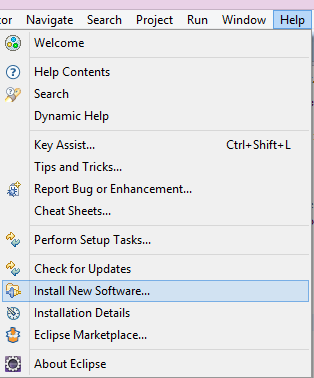 tor Navigate Search Project Run Window Help
Welcome
Help Contents
Search
Dynamic Help
Key Assist... Ctrl+Shift+L
Tips and Tricks...
Report Bug or Enhancement...
Cheat Sheets...
Perform Setup Tasks...
Check for Updates
Install New Software...
Installation Details
Eclipse Marketplace...
About Eclipse